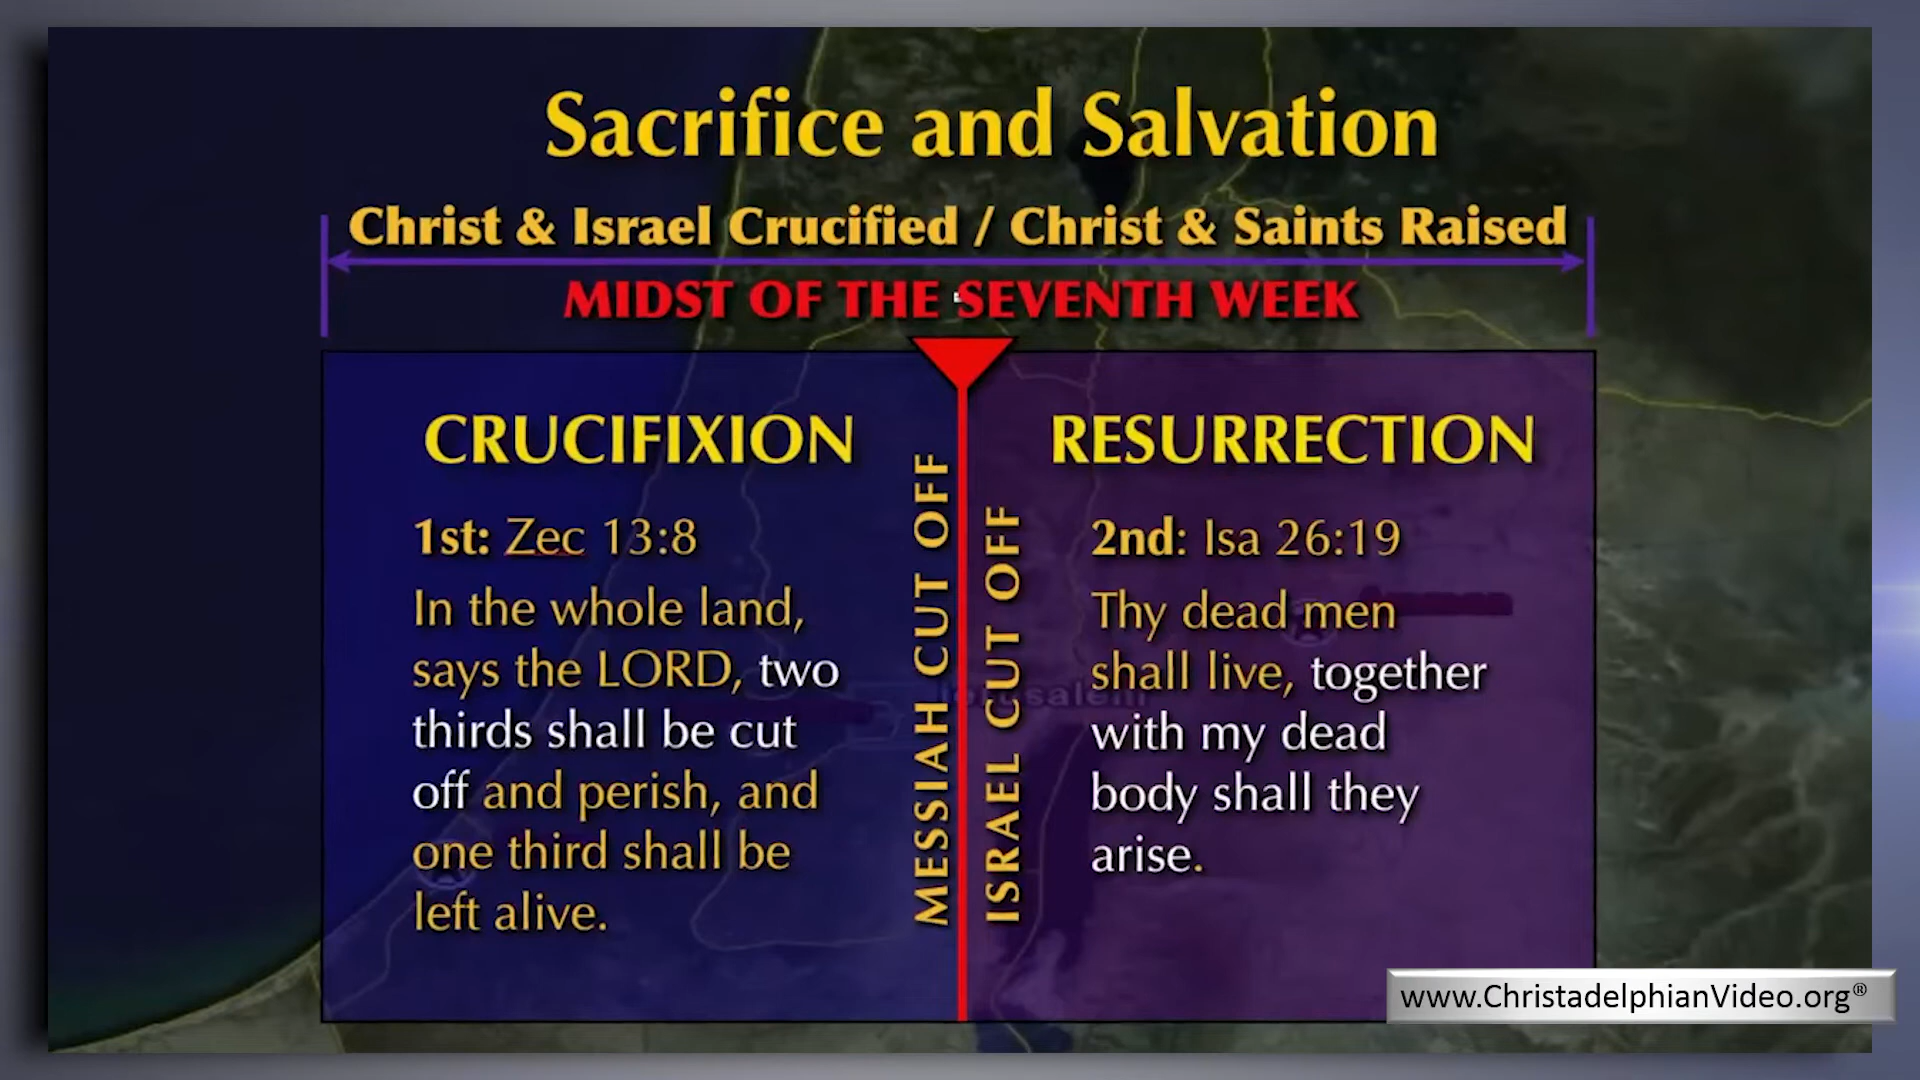 Sacrifice and Salvation
Christ & Israel Crucified / Christ & Saints Raised
MIDST OF THE SEVENTH WEEK
CRUCIFIXION
1st: Zec 13:8
In the whole land,
says the LORD, two
thirds shall be cut
off and perish, and
one third shall be
left alive.
MESSIAH CUT OFF
ISRAEL CUT OFF
RESURRECTION
2nd: Isa 26:19
Thy dead men
shall live, together
with my dead
body shall they
arise.
Jerusalem
www.ChristadelphianVideo.org®